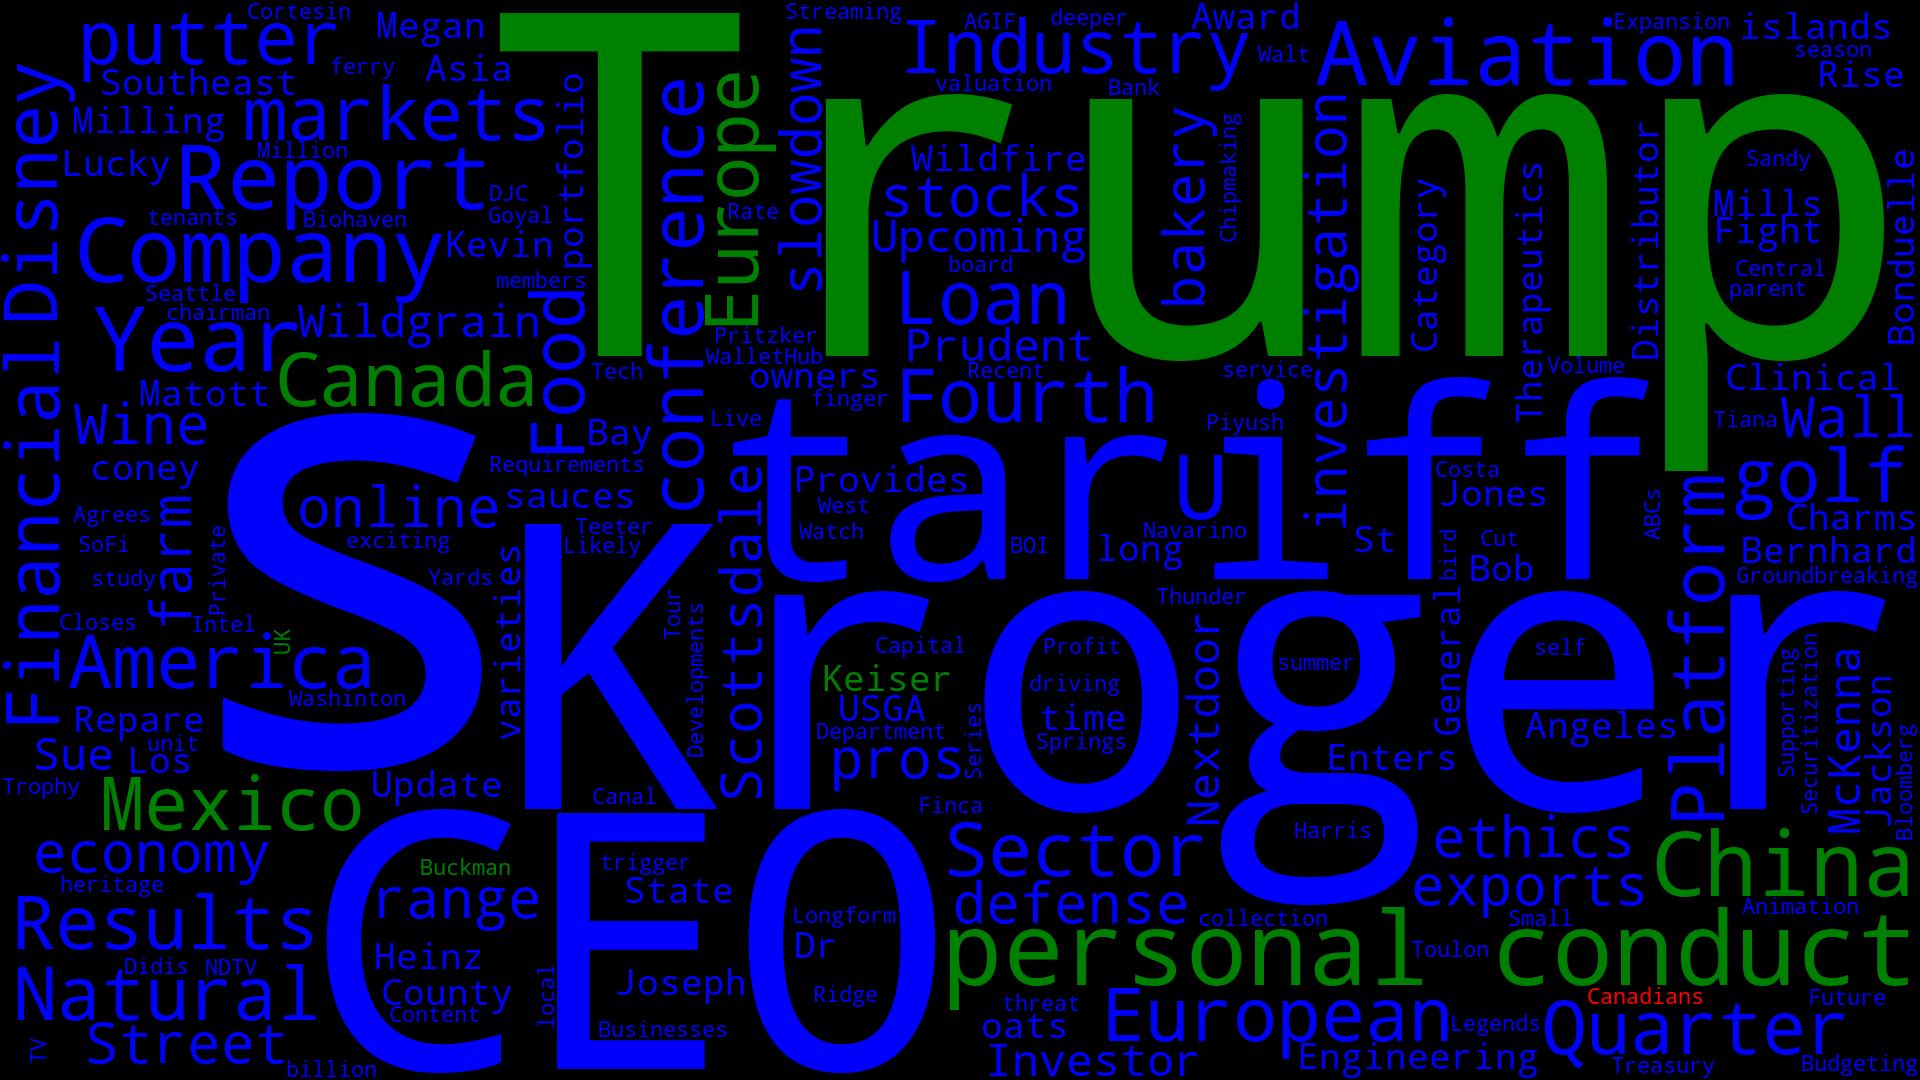 Cortesin
Streaming
AGIF
deeper
Award
Expansion
islands
putter
Megan
Trump
Industry
Walt
Aviation
season
Southeast
ferry
Asia
valuation
Bank
Rise
Disney
Milling
markets
portfolio
conference
Europe
slowdown
bakery
Chipmaking
investigation
Distributor
Lucky
Million
Report
Wildfire
Category
Therapeutics
Sandy
Bonduelle
DJC
stocks
Mills
tenants
Biohaven
Goyal
Rate
Upcoming
Fight
Company
Kevin
members
board
Central
Seattle
parent
chairman
Loan
Year
Wildgrain
Food
Pritzker
Prudent
WalletHub
Canada
Tech
owners
Recent
service
Volume
Matott
finger
Fourth
Clinical
Financial
Wine
Bay
Live
tariff
Piyush
Tiana
Wall
coney
Requirements
Provides
U
Costa
golf
S
online
sauces
Scottsdale
West
Jones
ABCs
Platform
Agrees
farm
Teeter
Watch
Navarino
Charms
SoFi
exciting
Likely
BOI
long
St
Cut
Bernhard
study
Private
Yards
varieties
bird
Bob
Groundbreaking
Kroger
Thunder
Closes
Intel
Tour
Developments
Nextdoor
General
UK
America
Capital
Profit
summer
self
Supporting
Securitization
McKenna
Jackson
Bloomberg
Washinton
Keiser
driving
Repare
USGA
time
Angeles
Sue
unit
Los
Department
Series
Springs
pros
Enters
Trophy
Mexico
Update
Canal
Finca
CEO
Harris
economy
Buckman
trigger
Sector
ethics
China
heritage
range
State
defense
exports
Results
Longform
collection
Small
Animation
Dr
personal
Toulon
conduct
Didis
NDTV
Heinz
local
Joseph
Natural
County
Ridge
threat
European
Canadians
Future
Content
Businesses
oats
Legends
Quarter
Street
TV
billion
Investor
Engineering
Treasury
Budgeting